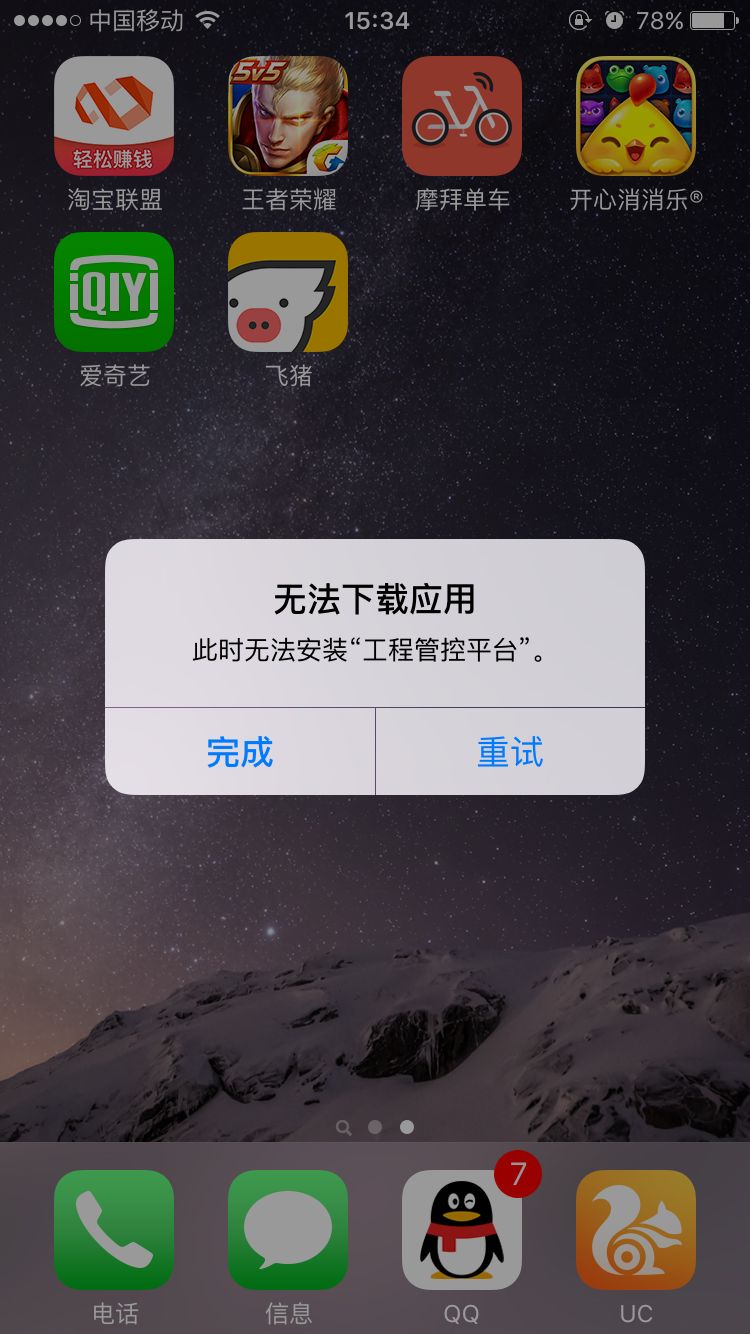 中国移动
15:34
78%
5v5
轻松赚钱
淘宝联盟
王者荣耀
摩拜单车
开心消消乐®
iQIYI
爱奇艺
飞猪
无法下载应用
此时无法安装“工程管控平台”。
完成
重试
7
电话
信息
QQ
UC